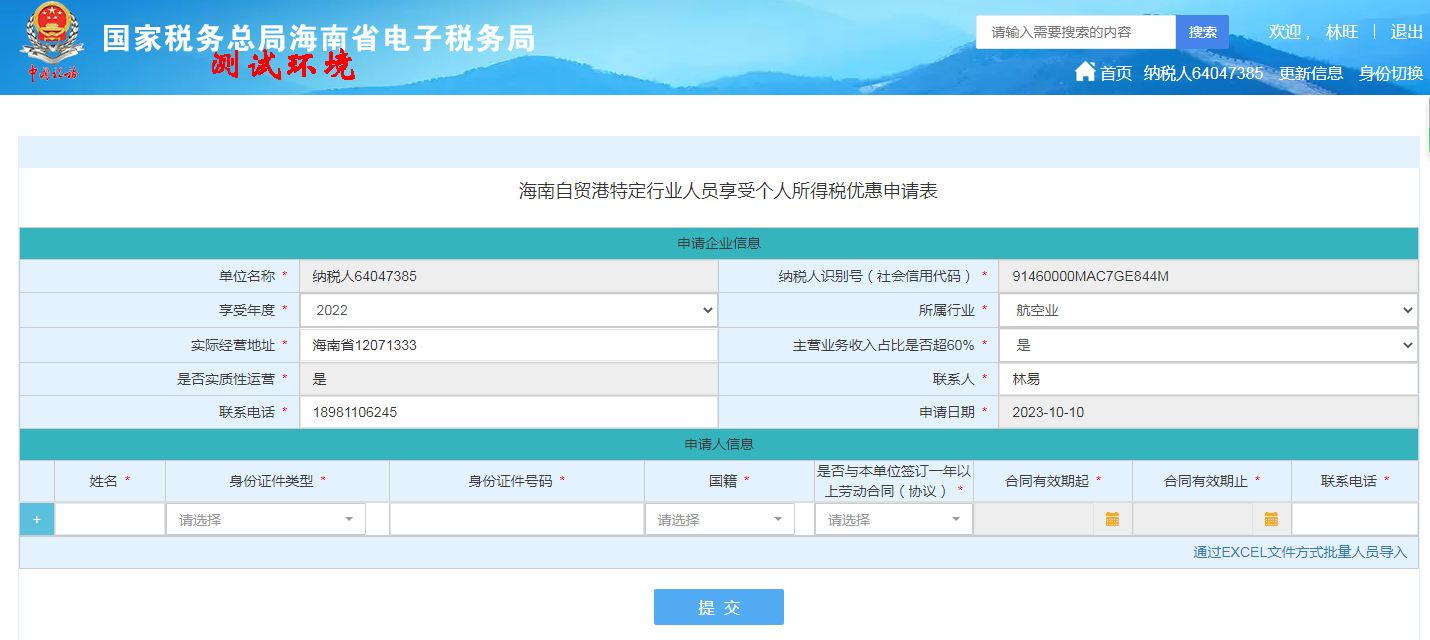 国家税务总局海南省电子税务局
测试环境
中国税务
请输入需要搜索的内容 搜索 欢迎， 林旺 | 退出
首页 纳税人64047385 更新信息 身份切换
海南自贸港特定行业人员享受个人所得税优惠申请表
申请企业信息
单位名称 * 纳税人64047385 纳税人识别号（社会信用代码） * 91460000MAC7GE844M
享受年度 * 2022 所属行业 * 航空业
实际经营地址 * 海南省12071333 主营业务收入占比是否超60% * 是
是否实质性运营 * 是 联系人 * 林易
联系电话 * 18981106245 申请日期 * 2023-10-10
申请人信息
姓名 * 身份证件类型 * 身份证件号码 * 国籍 * 是否与本单位签订一年以 合同有效期起 * 合同有效期止 * 联系电话 *
上劳动合同（协议） *
+ 请选择 请选择 请选择
通过EXCEL文件方式批量人员导入
提 交